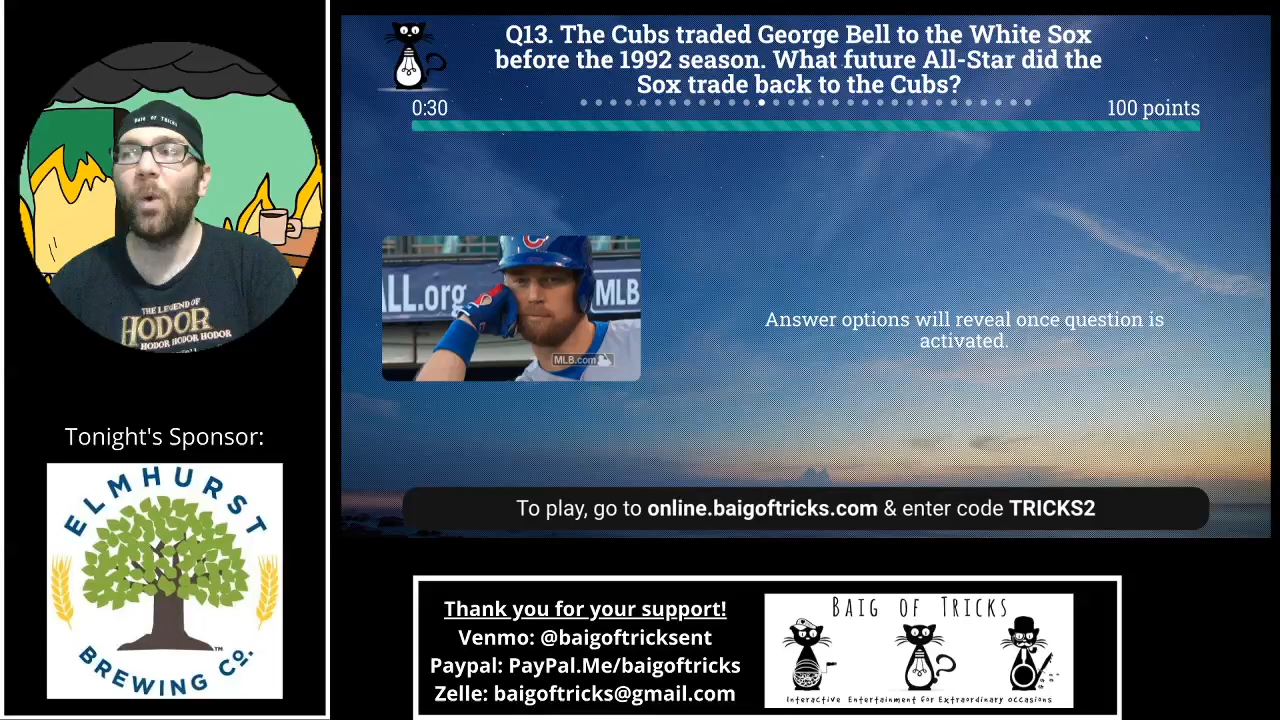 Q13. The Cubs traded George Bell to the White Sox
before the 1992 season. What future All-Star did the
Sox trade back to the Cubs?
0:30
100 points
Baig of Tricks
THE LEGEND OF
HODOR
HODOR, HODOR HODOR
C
ALL.org
MLB
MLB.com
Answer options will reveal once question is
activated.
Tonight's Sponsor:
ELMHURST
BREWING CO.
TM
To play, go to online.baigoftricks.com & enter code TRICKS2
Thank you for your support!
Venmo: @baigoftricksent
Paypal: PayPal.Me/baigoftricks
Zelle: baigoftricks@gmail.com
BAIG OF TRICKS
Interactive Entertainment for Extraordinary occasions